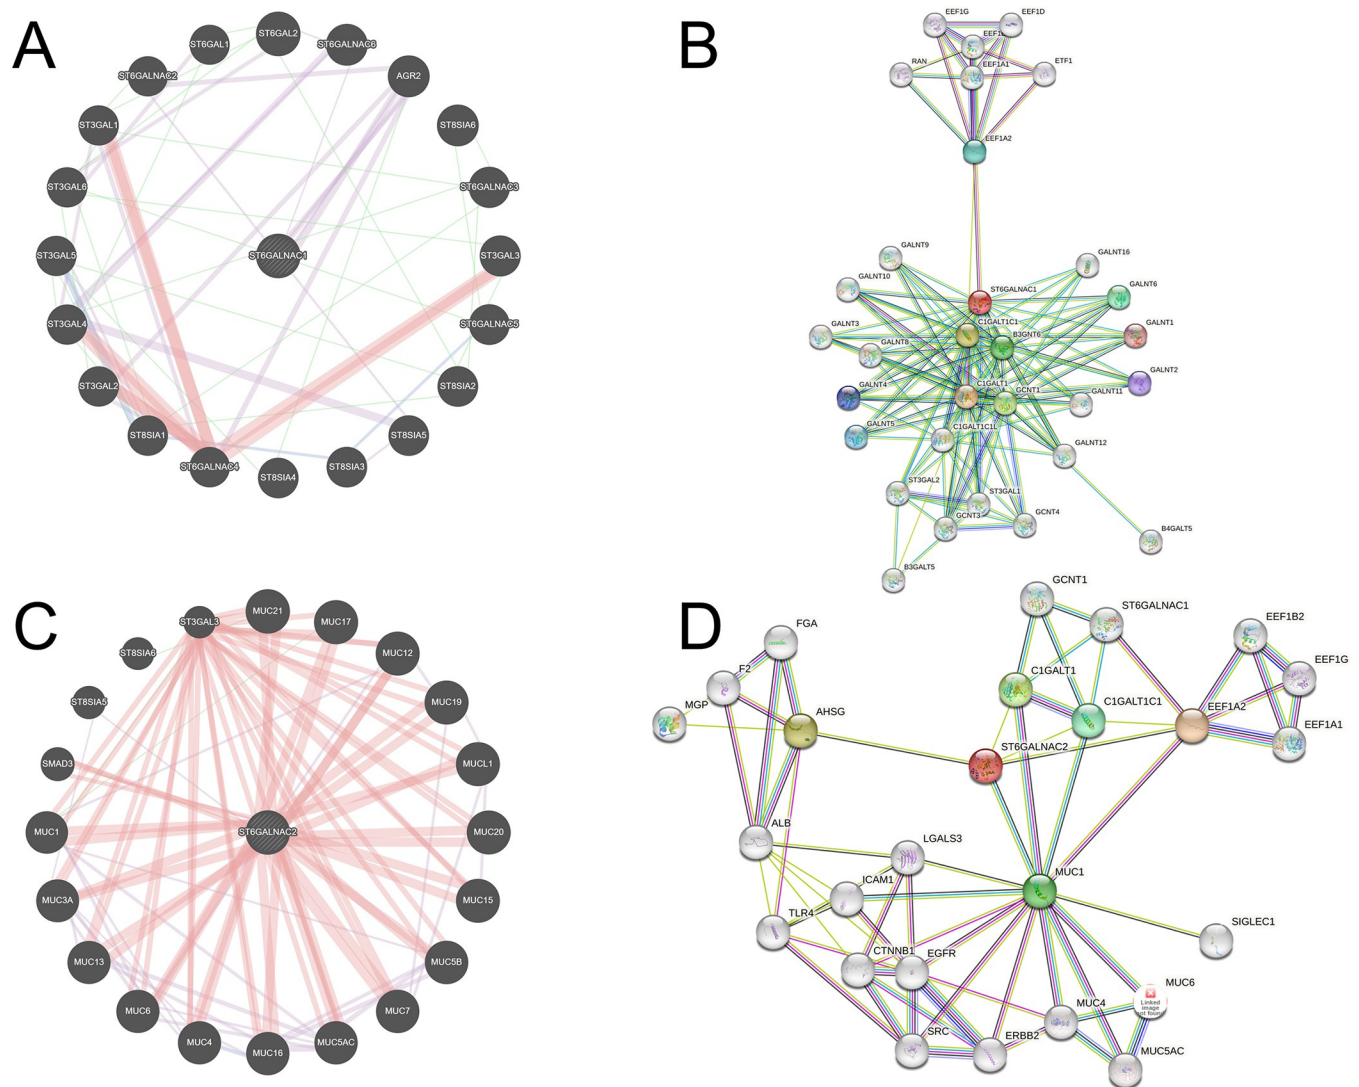 A
ST6GAL2
ST6GAL1
ST6GALNAC6
ST6GALNAC2
AGR2
ST3GAL1
ST8SIA6
ST3GAL6
ST6GALNAC3
ST3GAL5
ST6GALNAC1
ST3GAL3
ST3GAL4
ST6GALNAC5
ST3GAL2
ST8SIA2
ST8SIA1
ST8SIA5
ST6GALNAC4
ST8SIA3
ST8SIA4
B
EEF1G
EEF1D
RAN
EEF1A1
ETF1
EEF1A2
GALNT9
GALNT16
GALNT10
ST6GALNAC1
GALNT6
GALNT3
C1GALT1C1
GALNT1
B3GNT6
GALNT8
GALNT2
GALNT4
C1GALT1
GCNT1
GALNT11
GALNT5
C1GALT1C1L
GALNT12
ST3GAL2
ST3GAL1
GCNT3
GCNT4
B4GALT5
B3GALT5
C
MUC21
ST3GAL3
MUC17
ST8SIA6
MUC12
ST8SIA5
MUC19
SMAD3
MUCL1
MUC1
ST6GALNAC2
MUC20
MUC3A
MUC15
MUC13
MUC5B
MUC6
MUC7
MUC4
MUC16
MUC5AC
D
GCNT1
ST6GALNAC1
FGA
EEF1B2
F2
C1GALT1
EEF1G
MGP
AHSG
C1GALT1C1
EEF1A2
EEF1A1
ST6GALNAC2
ALB
LGALS3
ICAM1
MUC1
TLR4
SIGLEC1
CTNNB1
EGFR
MUC6
Linked
image
not found
MUC4
SRC
ERBB2
MUC5AC